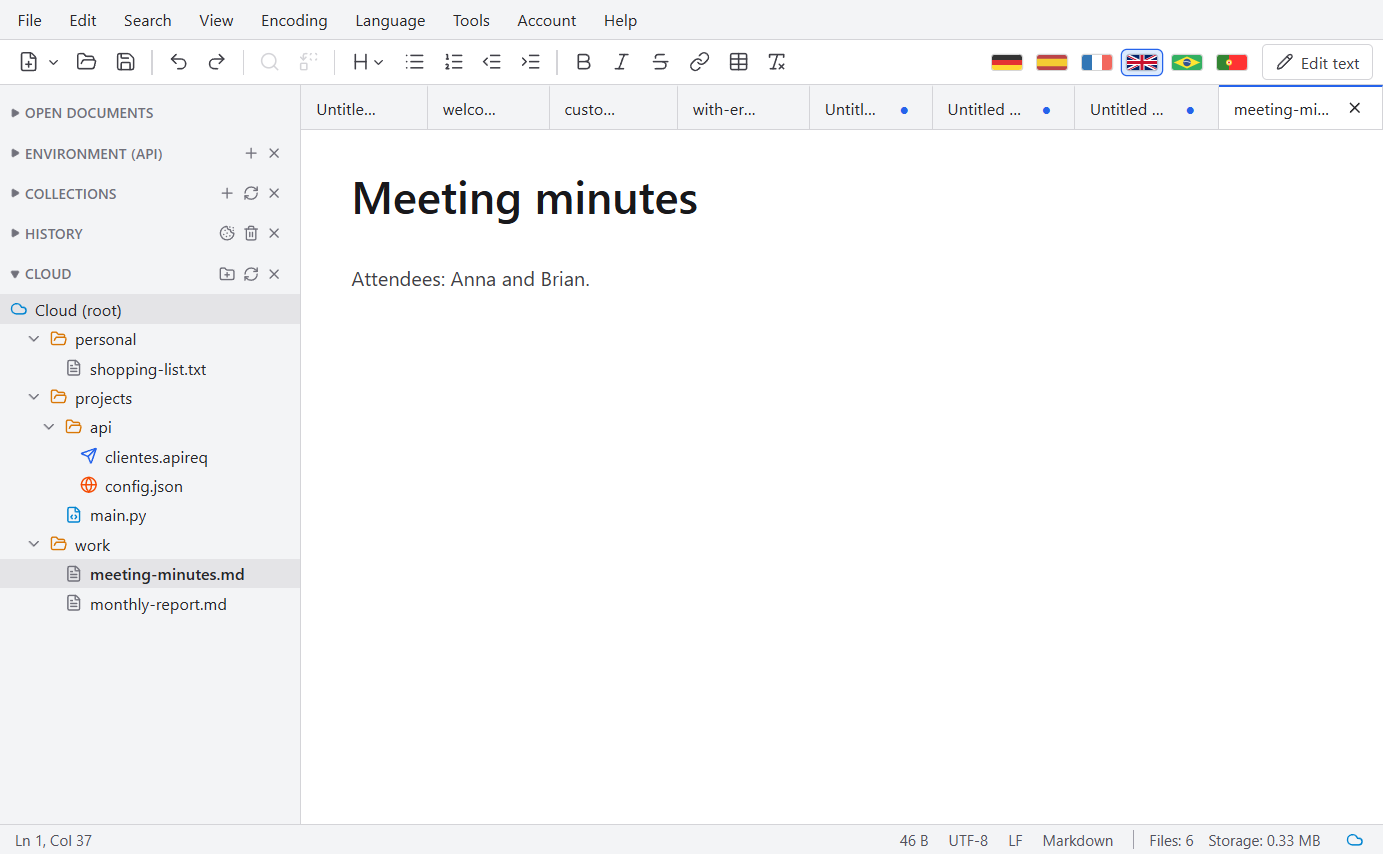 File Edit Search View Encoding Language Tools Account Help
H B I S Edit text
OPEN DOCUMENTS
ENVIRONMENT (API)
COLLECTIONS
HISTORY
CLOUD
Cloud (root)
personal
shopping-list.txt
projects
api
clientes.apireq
config.json
main.py
work
meeting-minutes.md
monthly-report.md
Untitle... welco... custo... with-er... Untitl... Untitled ... Untitled ... meeting-mi...
Meeting minutes
Attendees: Anna and Brian.
Ln 1, Col 37 46 B UTF-8 LF Markdown Files: 6 Storage: 0.33 MB